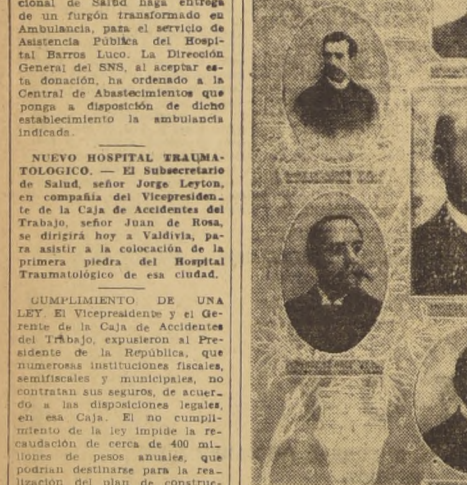 cional de Salud haga entrega
de un furgón transformado en
Ambulancia, para el servicio de
Asistencia Pública del Hospi-
tal Barros Luco. La Dirección
General del SNS, al aceptar es-
ta donación, ha ordenado a la
Central de Abastecimientos que
ponga a disposición de dicho
establecimiento la ambulancia
indicada.
NUEVO HOSPITAL TRAUMA-
TOLOGICO. — El Subsecretario
de Salud, señor Jorge Leyton,
en compañía del Vicepresiden-
te de la Caja de Accidentes del
Trabajo, señor Juan de Rosa,
se dirigirá hoy a Valdivia, pa-
ra asistir a la colocación de la
primera piedra del Hospital
Traumatológico de esa ciudad.
CUMPLIMIENTO DE UNA
LEY. El Vicepresidente y el Ge-
rente de la Caja de Accidentes
del Trabajo, expusieron al Pre-
sidente de la República, que
numerosas instituciones fiscales,
semifiscales y municipales, no
contratan sus seguros, de acuer-
do a las disposiciones legales,
en esa Caja. El no cumpli-
miento de la ley impide la re-
caudación de cerca de 400 mi-
llones de pesos anuales, que
podrían destinarse para la rea-
lización del plan de construc-